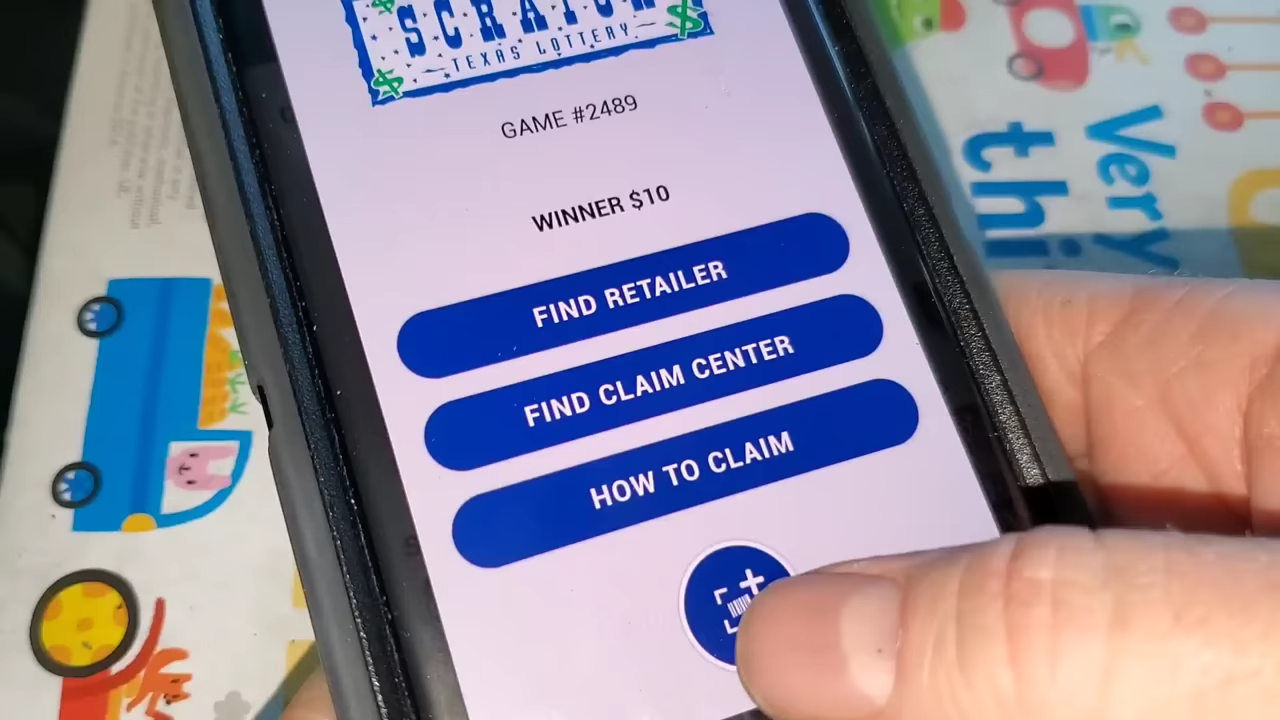 SCRATCH
TEXAS LOTTERY
GAME #2489
WINNER $10
FIND RETAILER
FIND CLAIM CENTER
HOW TO CLAIM
Very
thi